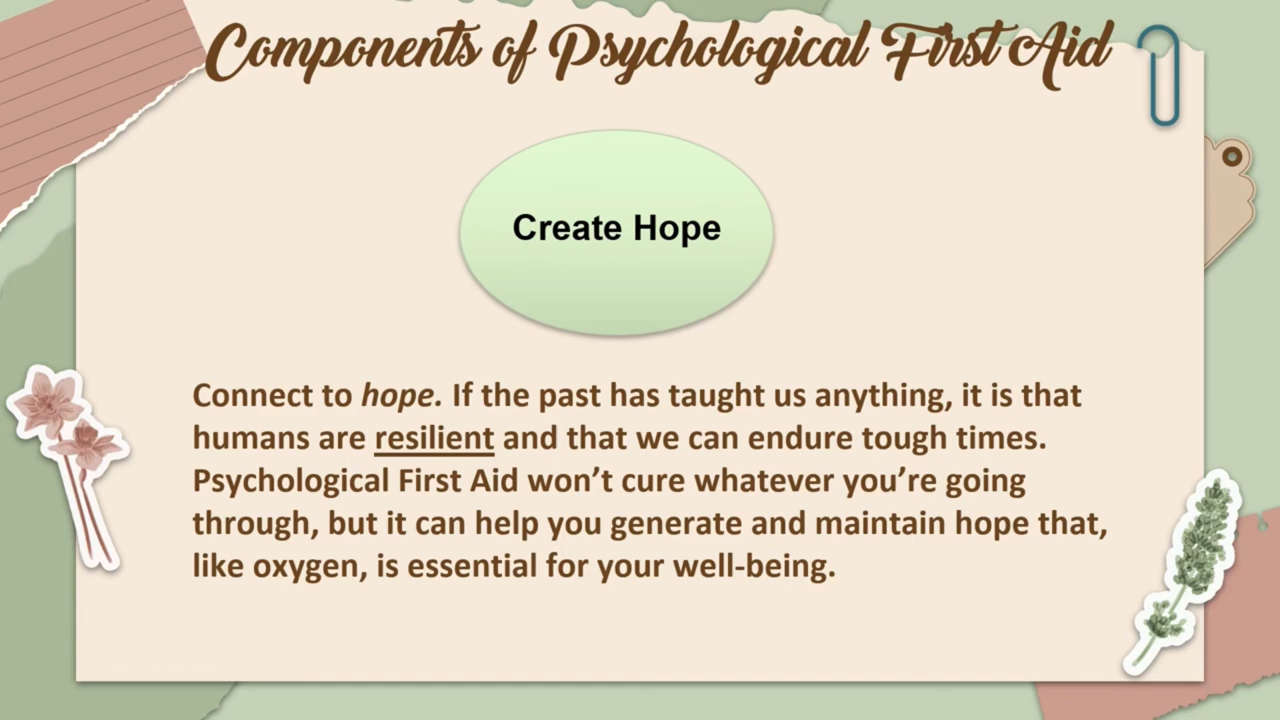 Components of Psychological First Aid
Create Hope
Connect to hope. If the past has taught us anything, it is that
humans are resilient and that we can endure tough times.
Psychological First Aid won’t cure whatever you’re going
through, but it can help you generate and maintain hope that,
like oxygen, is essential for your well-being.